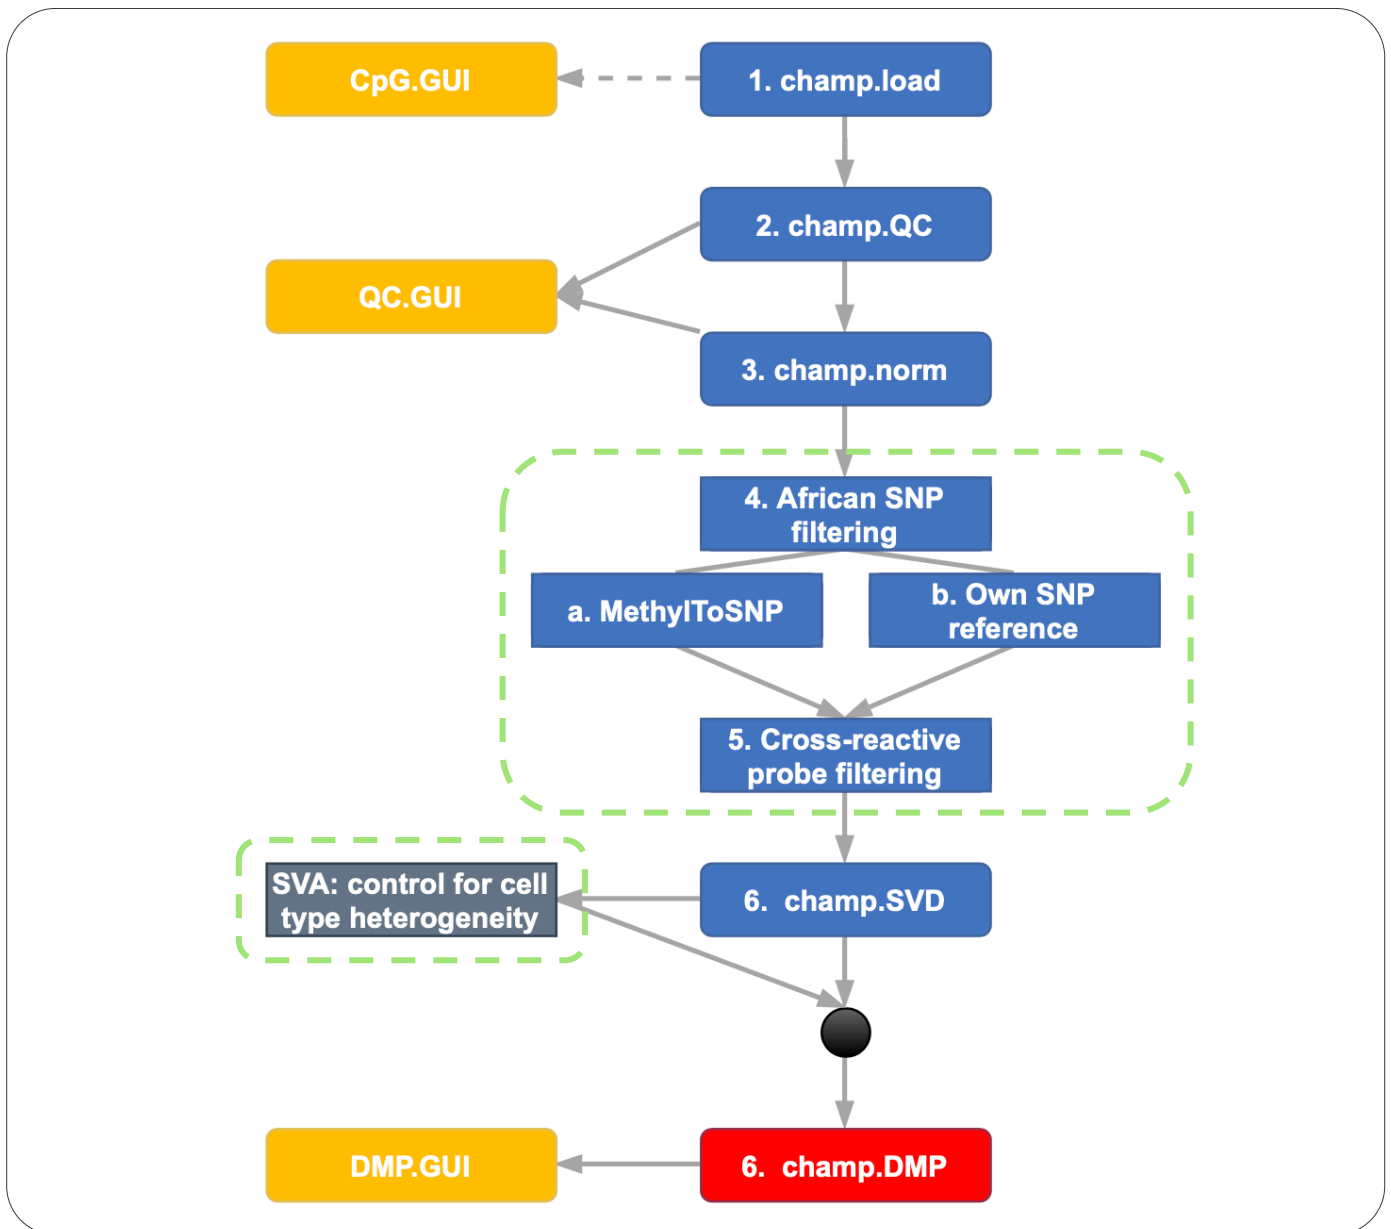 CpG.GUI
1. champ.load
2. champ.QC
QC.GUI
3. champ.norm
4. African SNP
filtering
a. MethylToSNP
b. Own SNP
reference
5. Cross-reactive
probe filtering
SVA: control for cell
type heterogeneity
6. champ.SVD
DMP.GUI
6. champ.DMP